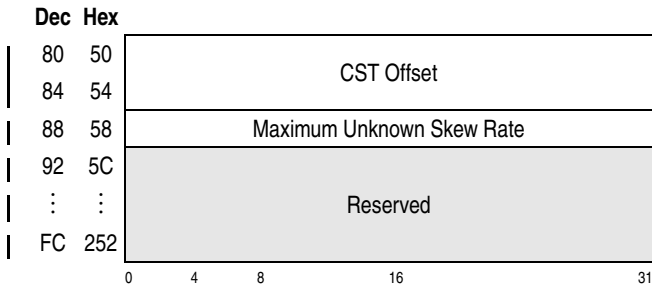 Dec Hex
80 50
CST Offset
84 54
88 58 Maximum Unknown Skew Rate
92 5C
⋮ ⋮ Reserved
FC 252
0 4 8 16 31